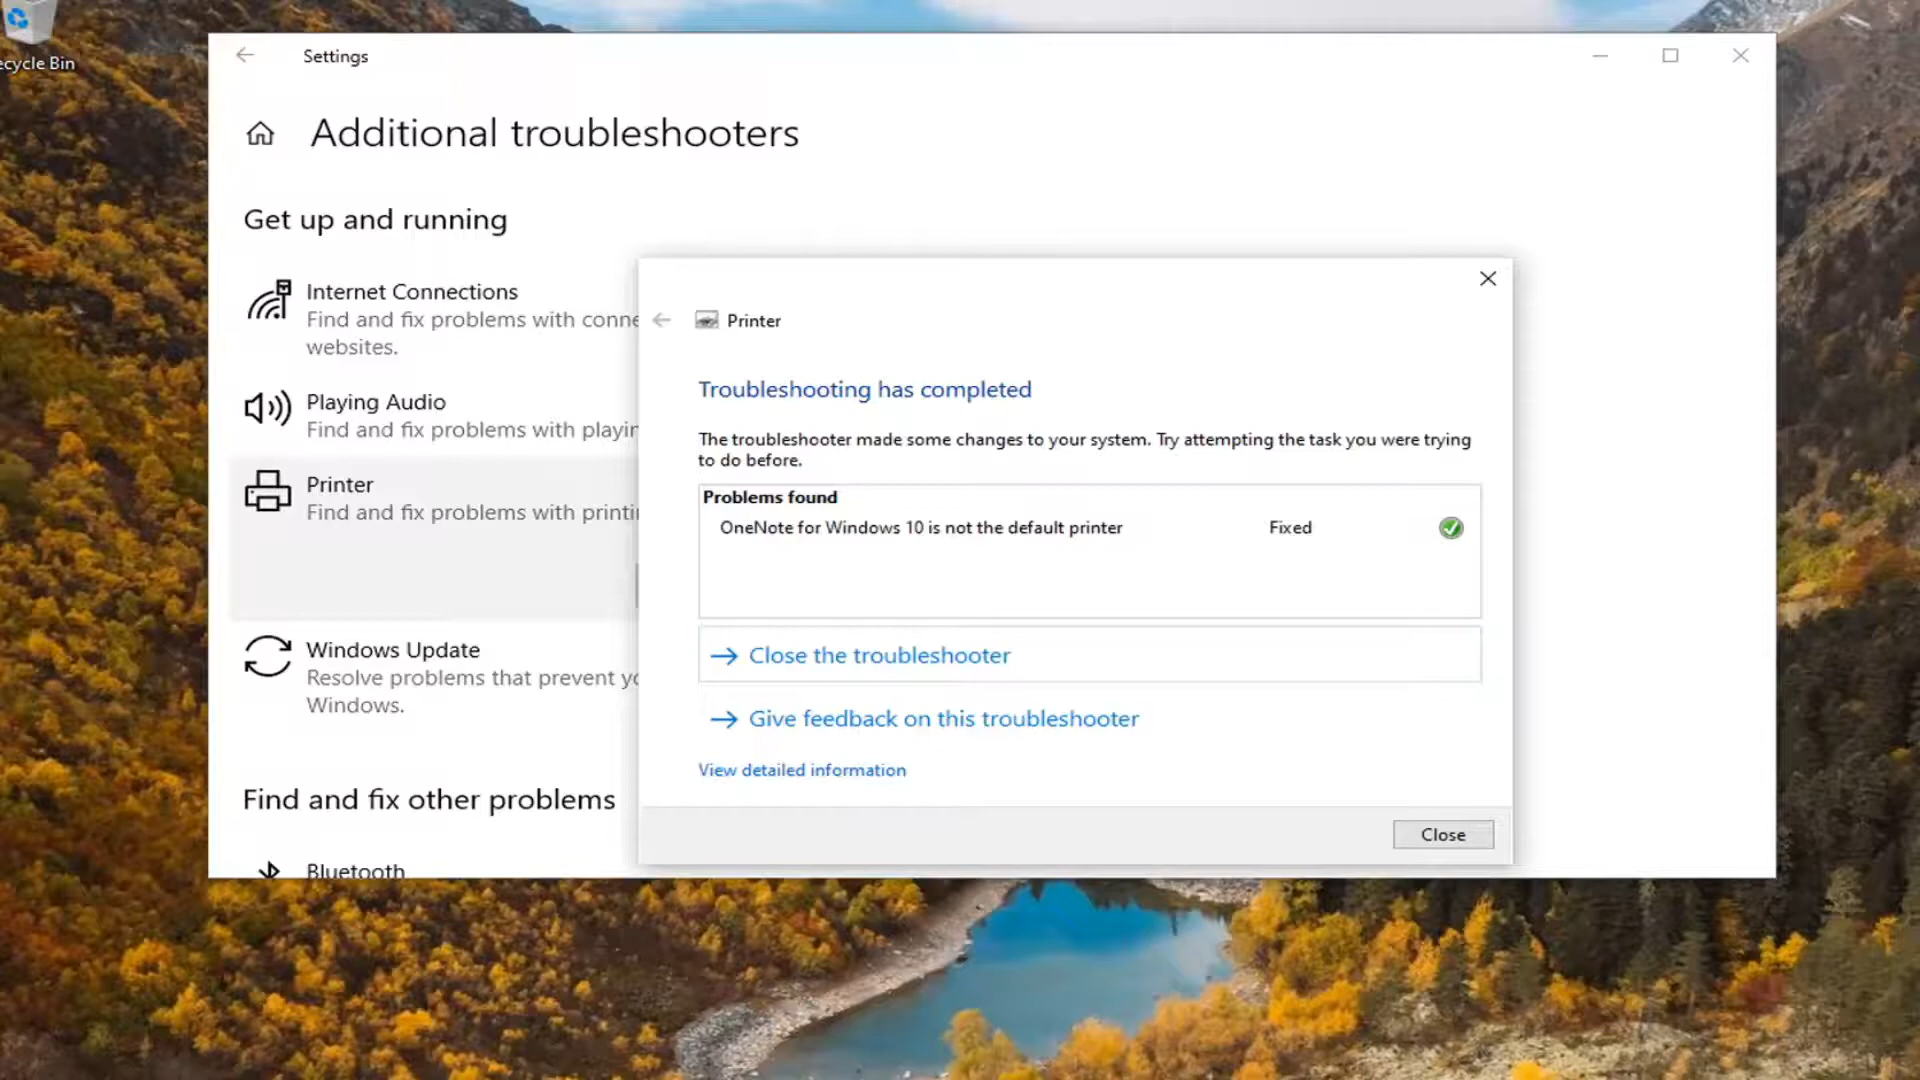 ecycle Bin
Settings
Additional troubleshooters
Get up and running
Internet Connections
Find and fix problems with conne
websites.
Playing Audio
Find and fix problems with playin
Printer
Find and fix problems with printi
Windows Update
Resolve problems that prevent yo
Windows.
Find and fix other problems
Bluetooth
Printer
Troubleshooting has completed
The troubleshooter made some changes to your system. Try attempting the task you were trying
to do before.
Problems found
OneNote for Windows 10 is not the default printer Fixed
Close the troubleshooter
Give feedback on this troubleshooter
View detailed information
Close